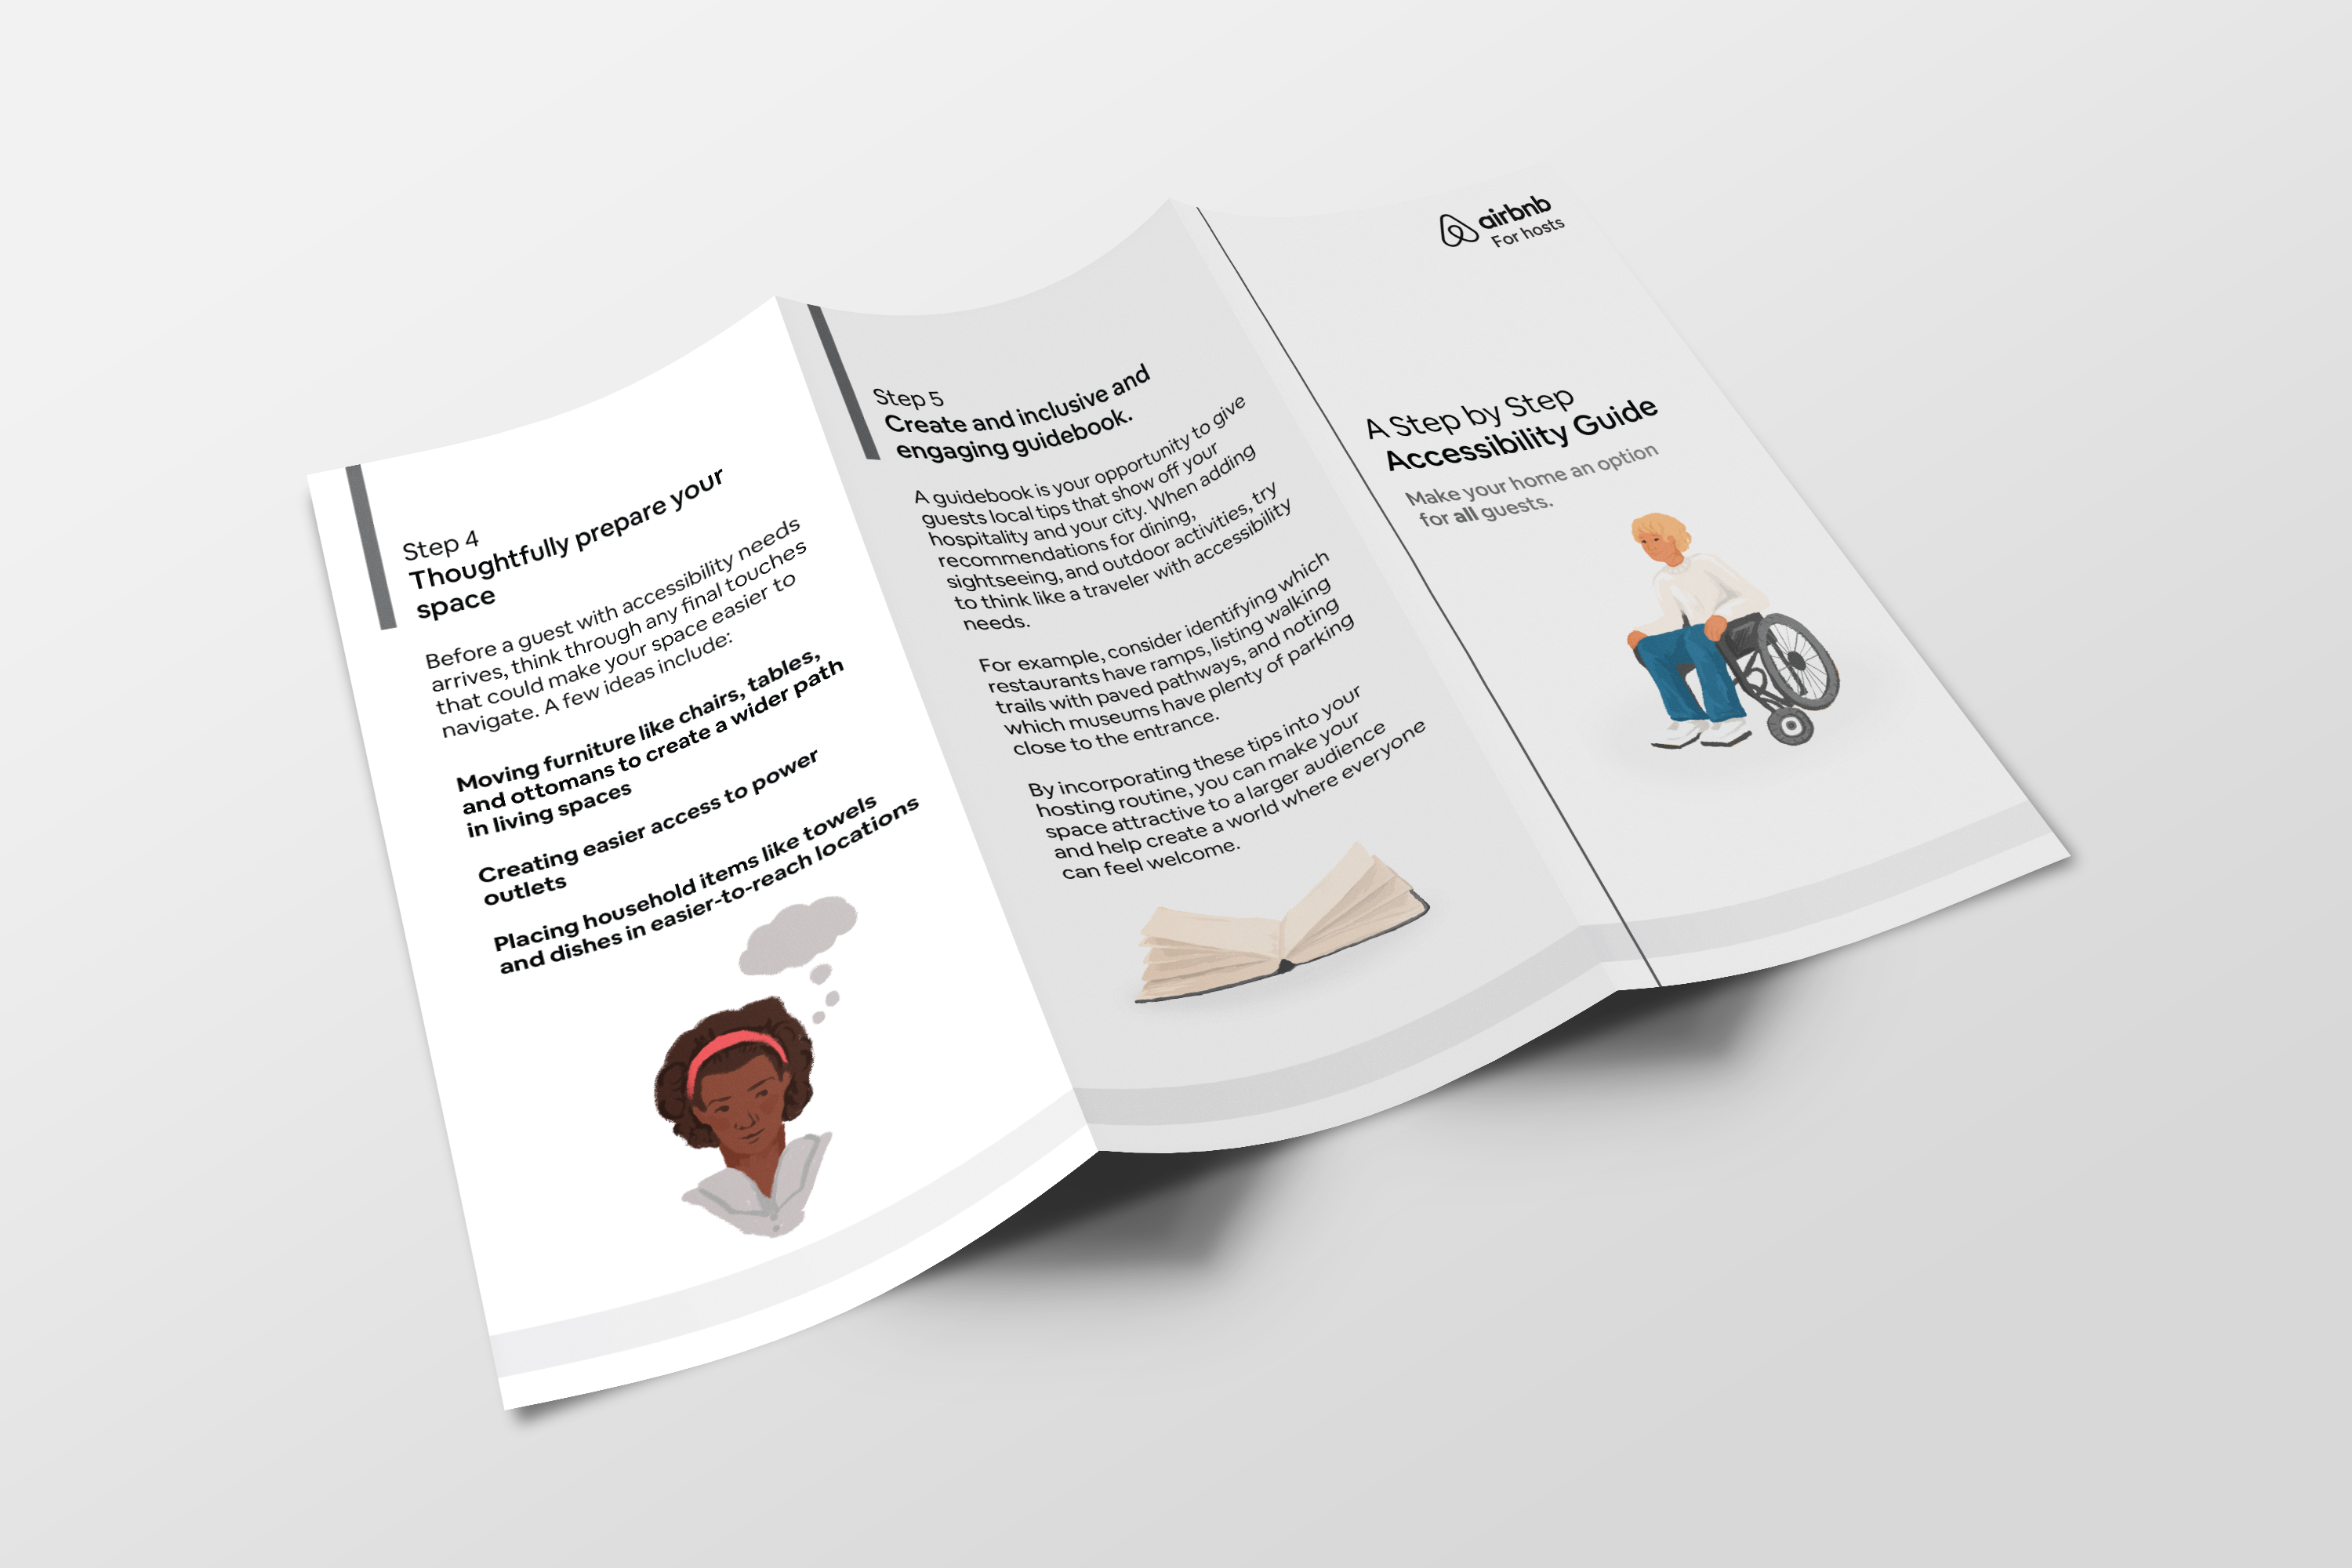 Step 4
Thoughtfully prepare your
space
Before a guest with accessibility needs
arrives, think through any final touches
that could make your space easier to
navigate. A few ideas include:
Moving furniture like chairs, tables,
and ottomans to create a wider path
in living spaces
Creating easier access to power
outlets
Placing household items like towels
and dishes in easier-to-reach locations
Step 5
Create and inclusive and
engaging guidebook.
A guidebook is your opportunity to give
guests local tips that show off your
hospitality and your city. When adding
recommendations for dining,
sightseeing, and outdoor activities, try
to think like a traveler with accessibility
needs.
For example, consider identifying which
restaurants have ramps, listing walking
trails with paved pathways, and noting
which museums have plenty of parking
close to the entrance.
By incorporating these tips into your
hosting routine, you can make your
space attractive to a larger audience
and help create a world where everyone
can feel welcome.
airbnb
For hosts
A Step by Step
Accessibility Guide
Make your home an option
for all guests.